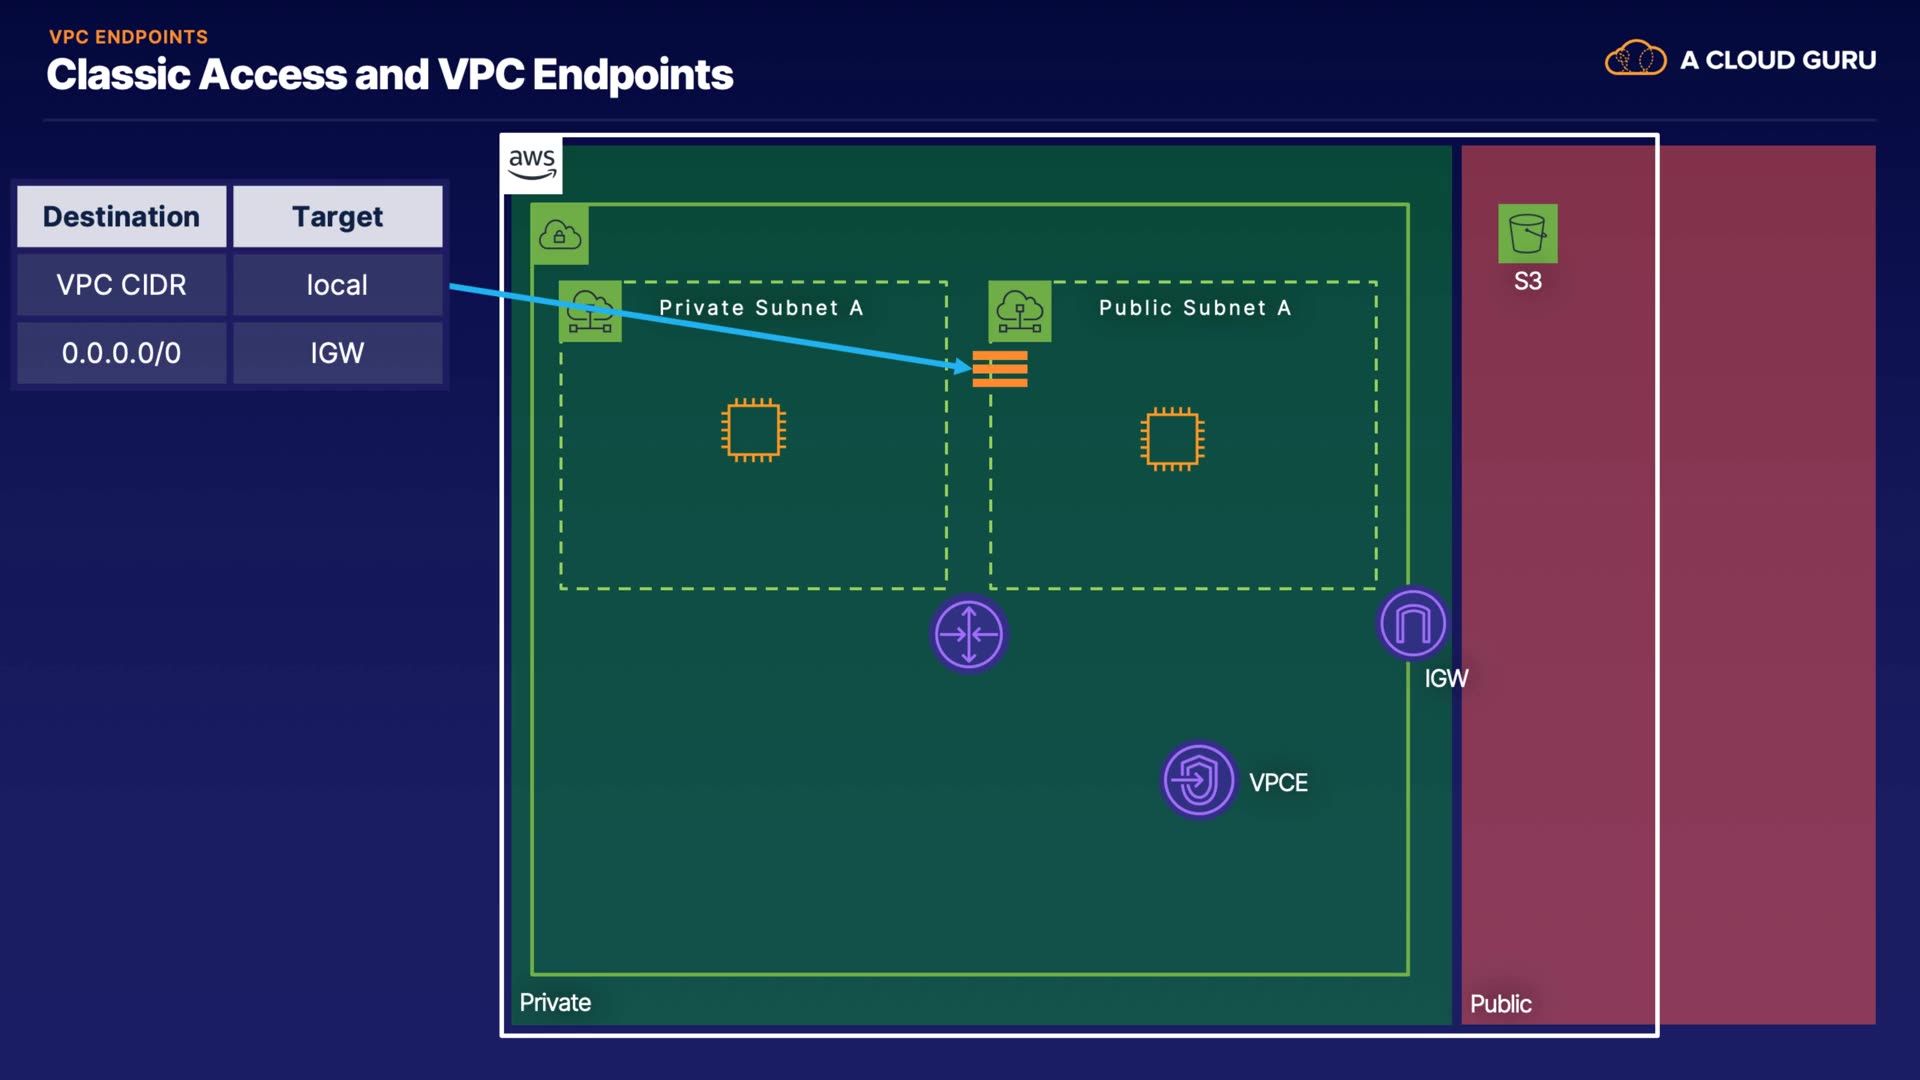 VPC ENDPOINTS
Classic Access and VPC Endpoints
A CLOUD GURU
aws
Destination Target
VPC CIDR local
0.0.0.0/0 IGW
Private Subnet A
Public Subnet A
S3
IGW
VPCE
Private
Public